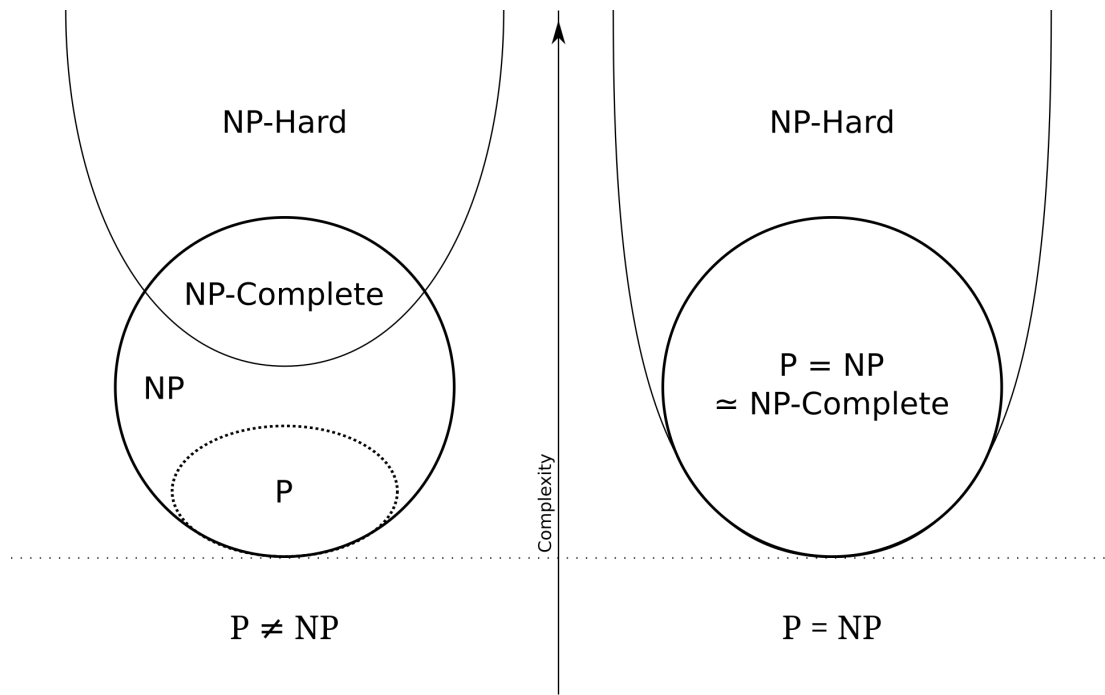 NP-Hard
NP-Complete
NP
P
P ≠ NP
Complexity
NP-Hard
P = NP
≃ NP-Complete
P = NP